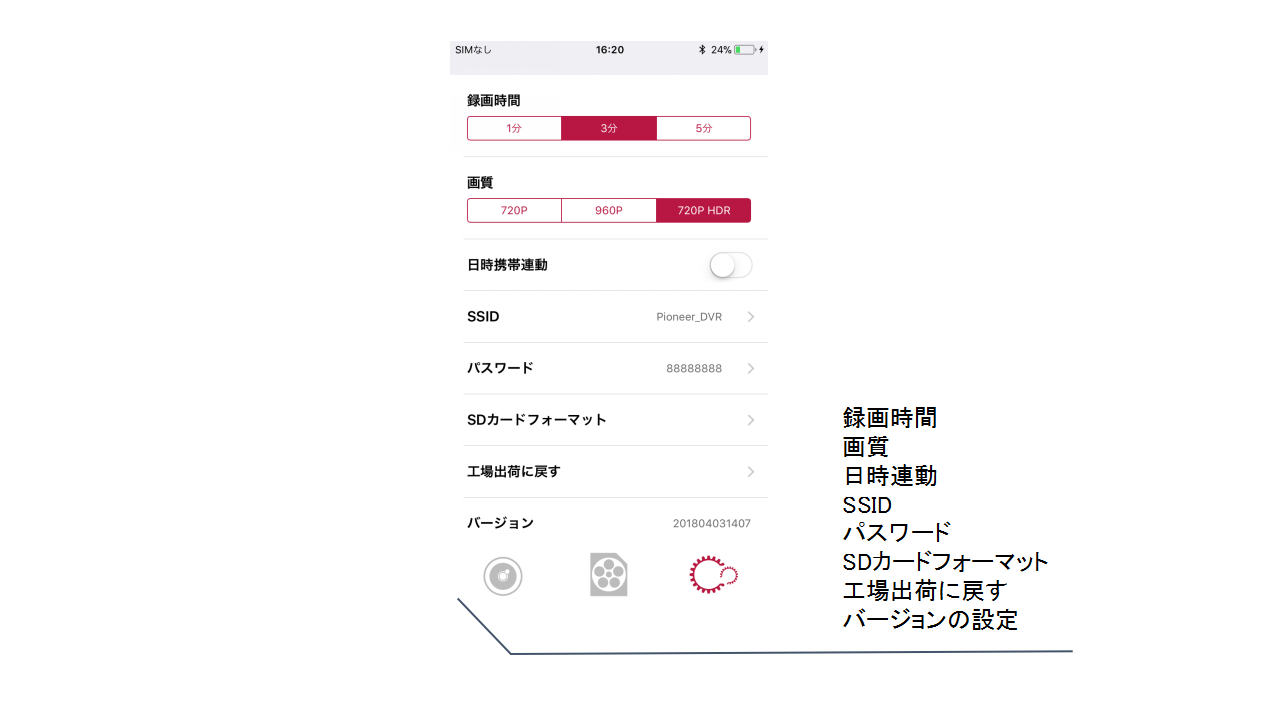 SIMなし 16:20 24%
録画時間
1分 3分 5分
画質
720P 960P 720P HDR
日時携帯連動
SSID Pioneer_DVR
パスワード 88888888
SDカードフォーマット
工場出荷に戻す
バージョン 201804031407
録画時間
画質
日時連動
SSID
パスワード
SDカードフォーマット
工場出荷に戻す
バージョンの設定